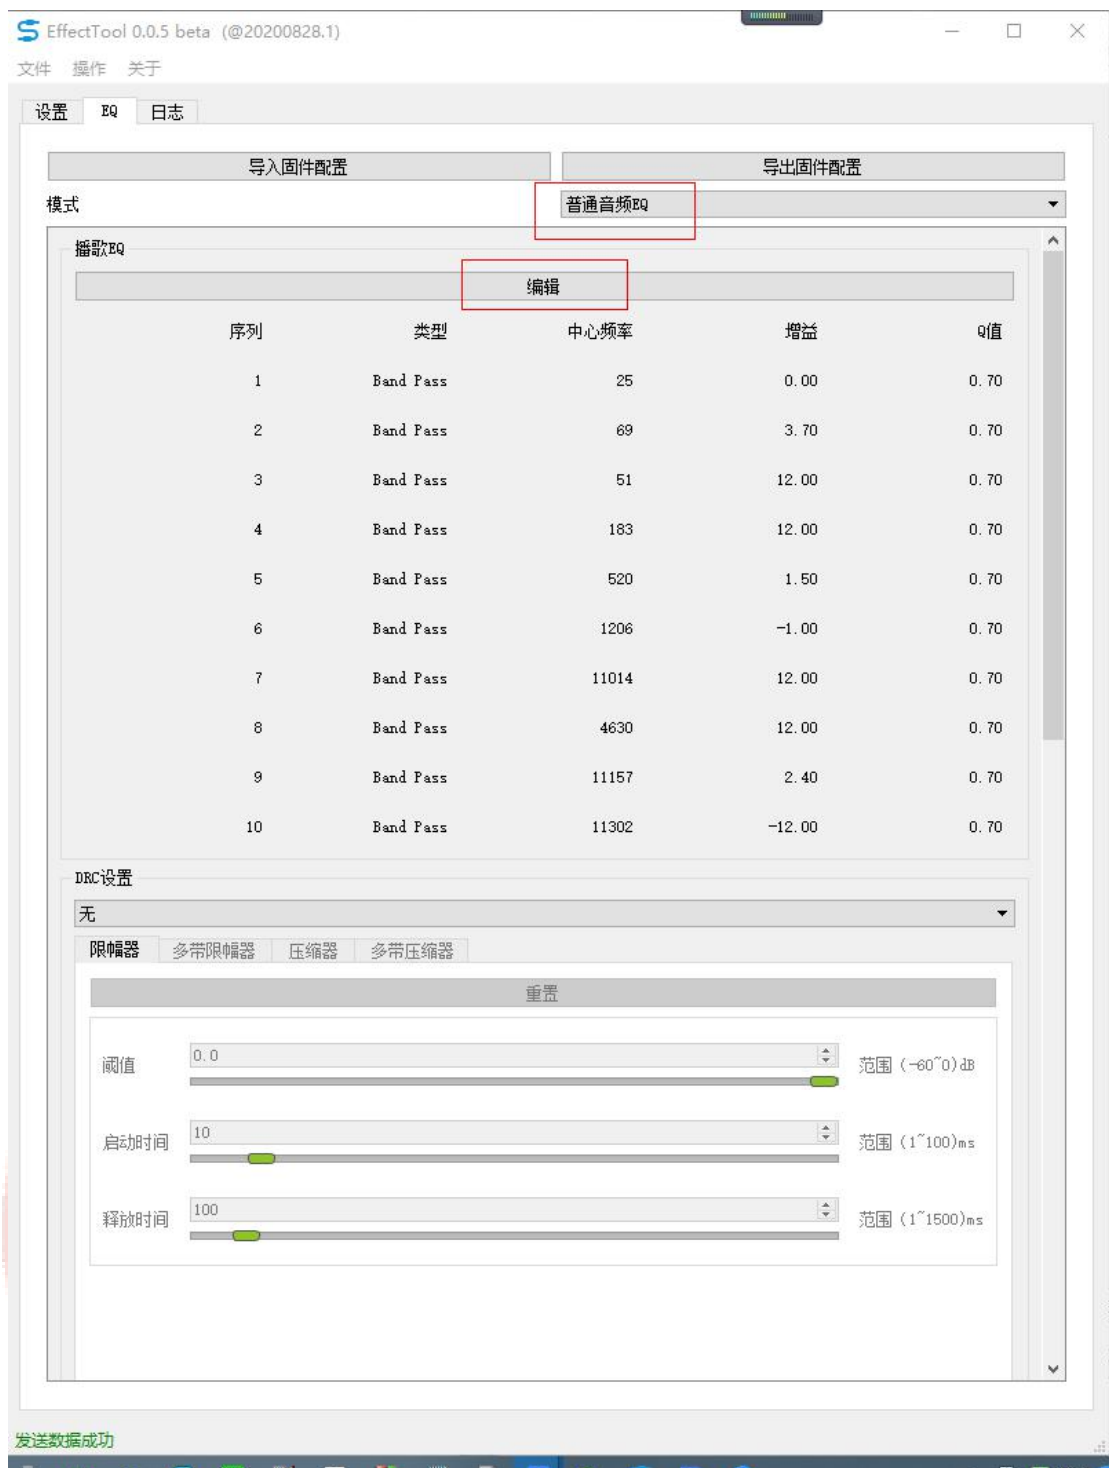 EffectTool 0.0.5 beta (@20200828.1)
文件 操作 关于
设置 EQ 日志
导入固件配置 导出固件配置
模式 普通音频EQ
播歌EQ
编辑
序列 类型 中心频率 增益 Q值
1 Band Pass 25 0.00 0.70
2 Band Pass 69 3.70 0.70
3 Band Pass 51 12.00 0.70
4 Band Pass 183 12.00 0.70
5 Band Pass 520 1.50 0.70
6 Band Pass 1206 -1.00 0.70
7 Band Pass 11014 12.00 0.70
8 Band Pass 4630 12.00 0.70
9 Band Pass 11157 2.40 0.70
10 Band Pass 11302 -12.00 0.70
DRC设置
无
限幅器 多带限幅器 压缩器 多带压缩器
重置
阈值 0.0 范围 (-60~0)dB
启动时间 10 范围 (1~100)ms
释放时间 100 范围 (1~1500)ms
发送数据成功